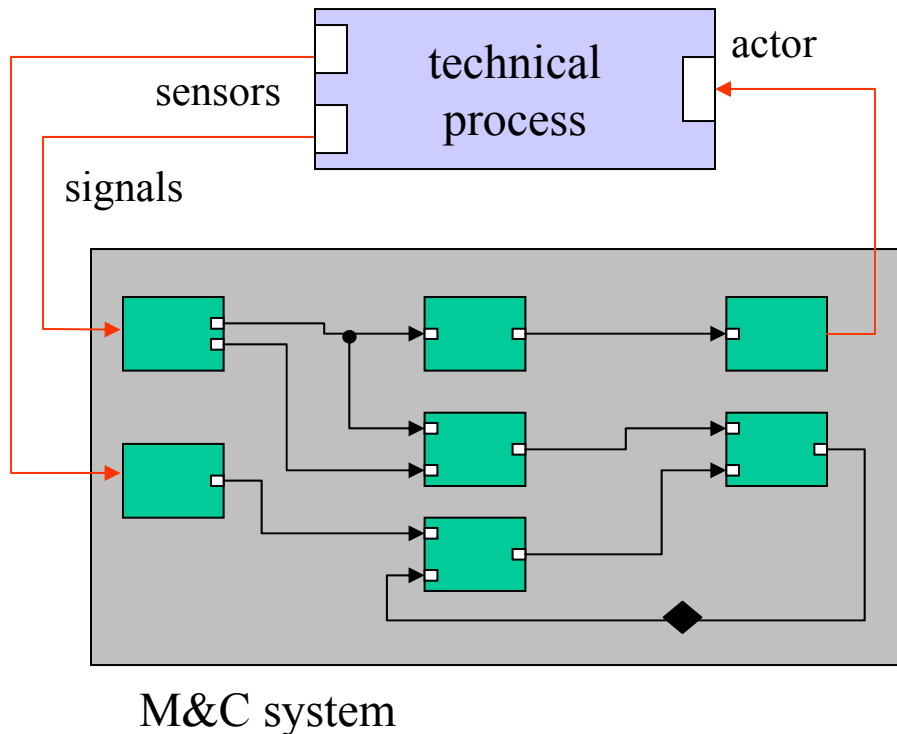 technical
process
actor
sensors
signals
M&C system